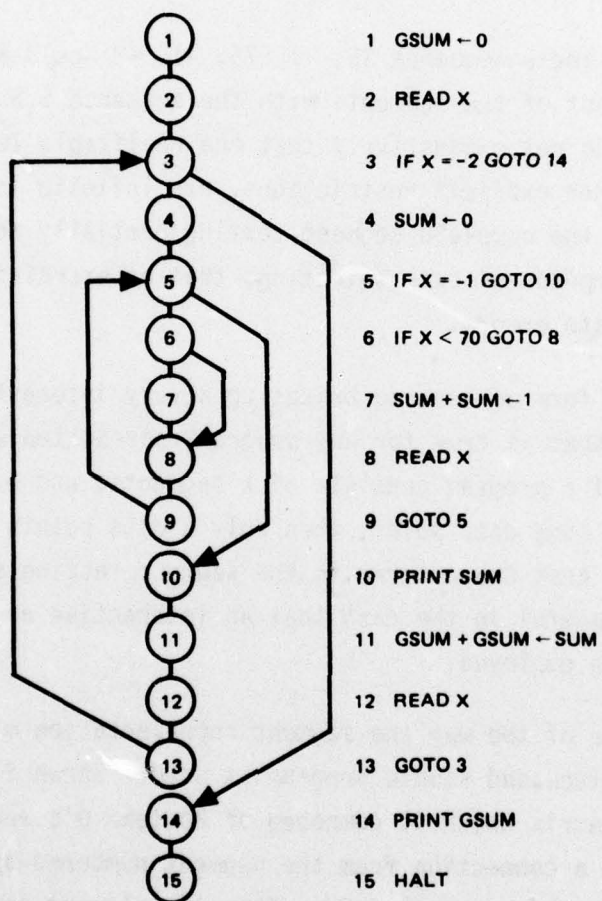 1 1 GSUM ← 0
2 2 READ X
3 3 IF X = -2 GOTO 14
4 4 SUM ← 0
5 5 IF X = -1 GOTO 10
6 6 IF X < 70 GOTO 8
7 SUM + SUM ← 1
8 8 READ X
9 9 GOTO 5
10 10 PRINT SUM
11 11 GSUM + GSUM ← SUM
12 12 READ X
13 13 GOTO 3
14 14 PRINT GSUM
15 15 HALT